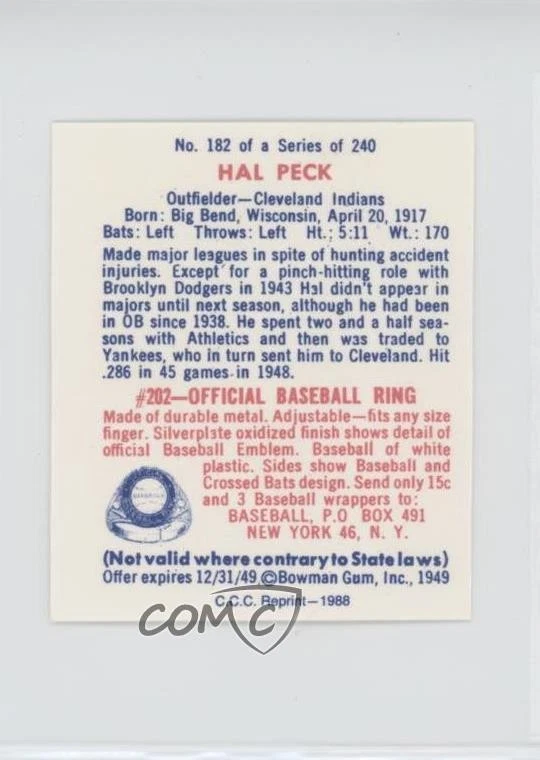 No. 182 of a Series of 240
HAL PECK
Outfielder—Cleveland Indians
Born: Big Bend, Wisconsin, April 20, 1917
Bats: Left Throws: Left Ht.: 5:11 Wt.: 170
Made major leagues in spite of hunting accident
injuries. Except for a pinch-hitting role with
Brooklyn Dodgers in 1943 Hal didn't appear in
majors until next season, although he had been
in OB since 1938. He spent two and a half sea-
sons with Athletics and then was traded to
Yankees, who in turn sent him to Cleveland. Hit
.286 in 45 games in 1948.
#202—OFFICIAL BASEBALL RING
Made of durable metal. Adjustable—fits any size
finger. Silverplate oxidized finish shows detail of
official Baseball Emblem. Baseball of white
plastic. Sides show Baseball and
Crossed Bats design. Send only 15c
and 3 Baseball wrappers to:
BASEBALL, P.O BOX 491
NEW YORK 46, N. Y.
(Not valid where contrary to State laws)
Offer expires 12/31/49 ©Bowman Gum, Inc., 1949
C.C.C. Reprint—1988
COMC